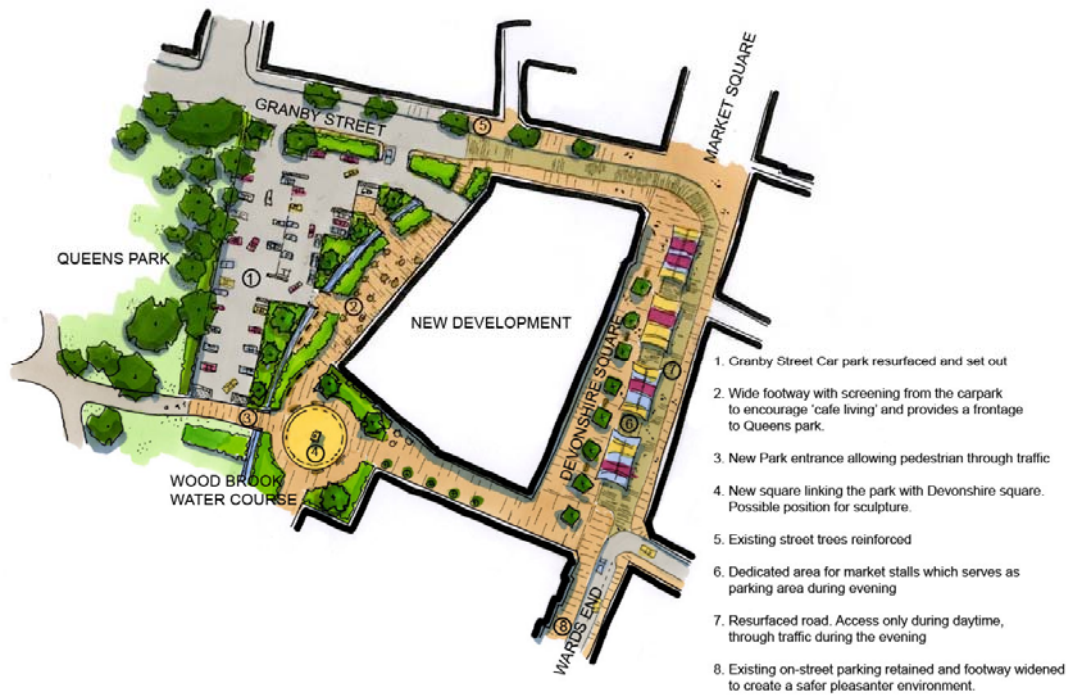 GRANBY STREET
MARKET SQUARE
5
QUEENS PARK
1
2
NEW DEVELOPMENT
DEVONSHIRE SQUARE
7
6
3
4
WOOD BROOK
WATER COURSE
8
WARDS END
1. Granby Street Car park resurfaced and set out
2. Wide footway with screening from the carpark
to encourage 'cafe living' and provides a frontage
to Queens park.
3. New Park entrance allowing pedestrian through traffic
4. New square linking the park with Devonshire square.
Possible position for sculpture.
5. Existing street trees reinforced
6. Dedicated area for market stalls which serves as
parking area during evening
7. Resurfaced road. Access only during daytime,
through traffic during the evening
8. Existing on-street parking retained and footway widened
to create a safer pleasanter environment.